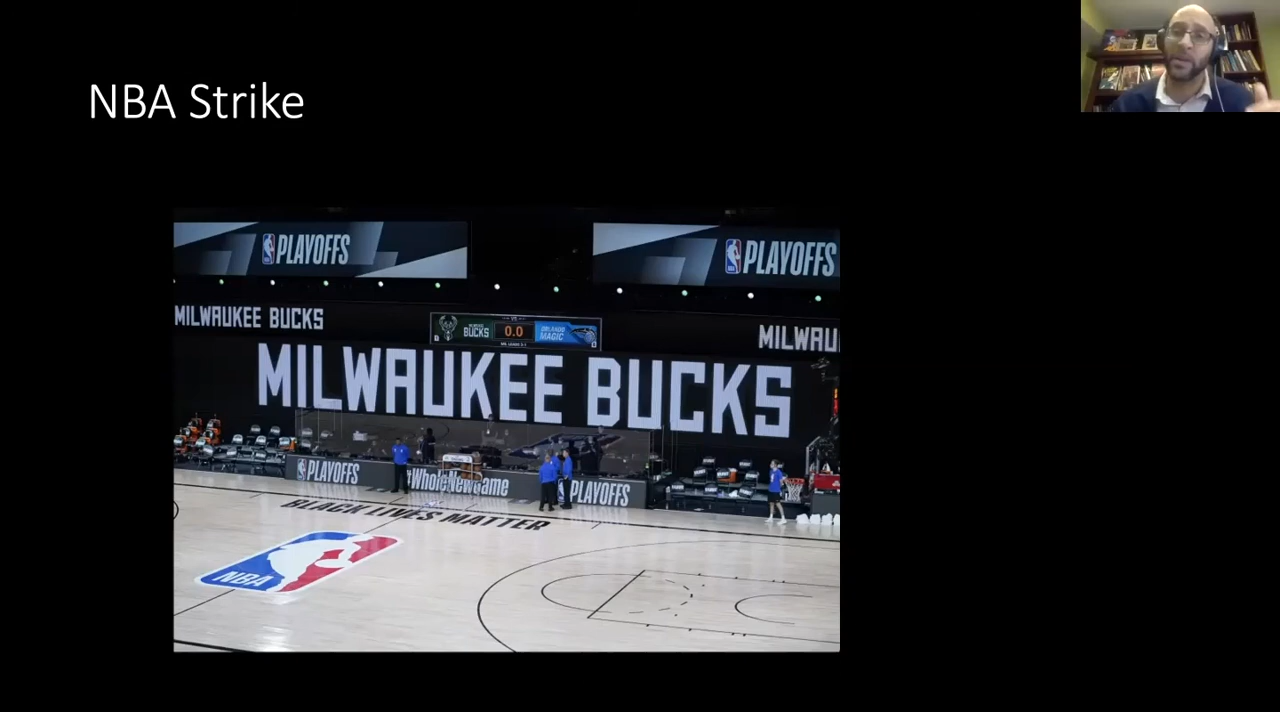 NBA Strike
PLAYOFFS
PLAYOFFS
MILWAUKEE BUCKS
BUCKS
0.0
ORLANDO
MAGIC
MILWAU
MILWAUKEE BUCKS
PLAYOFFS
#WholeNewGame
PLAYOFFS
BLACK LIVES MATTER
NBA